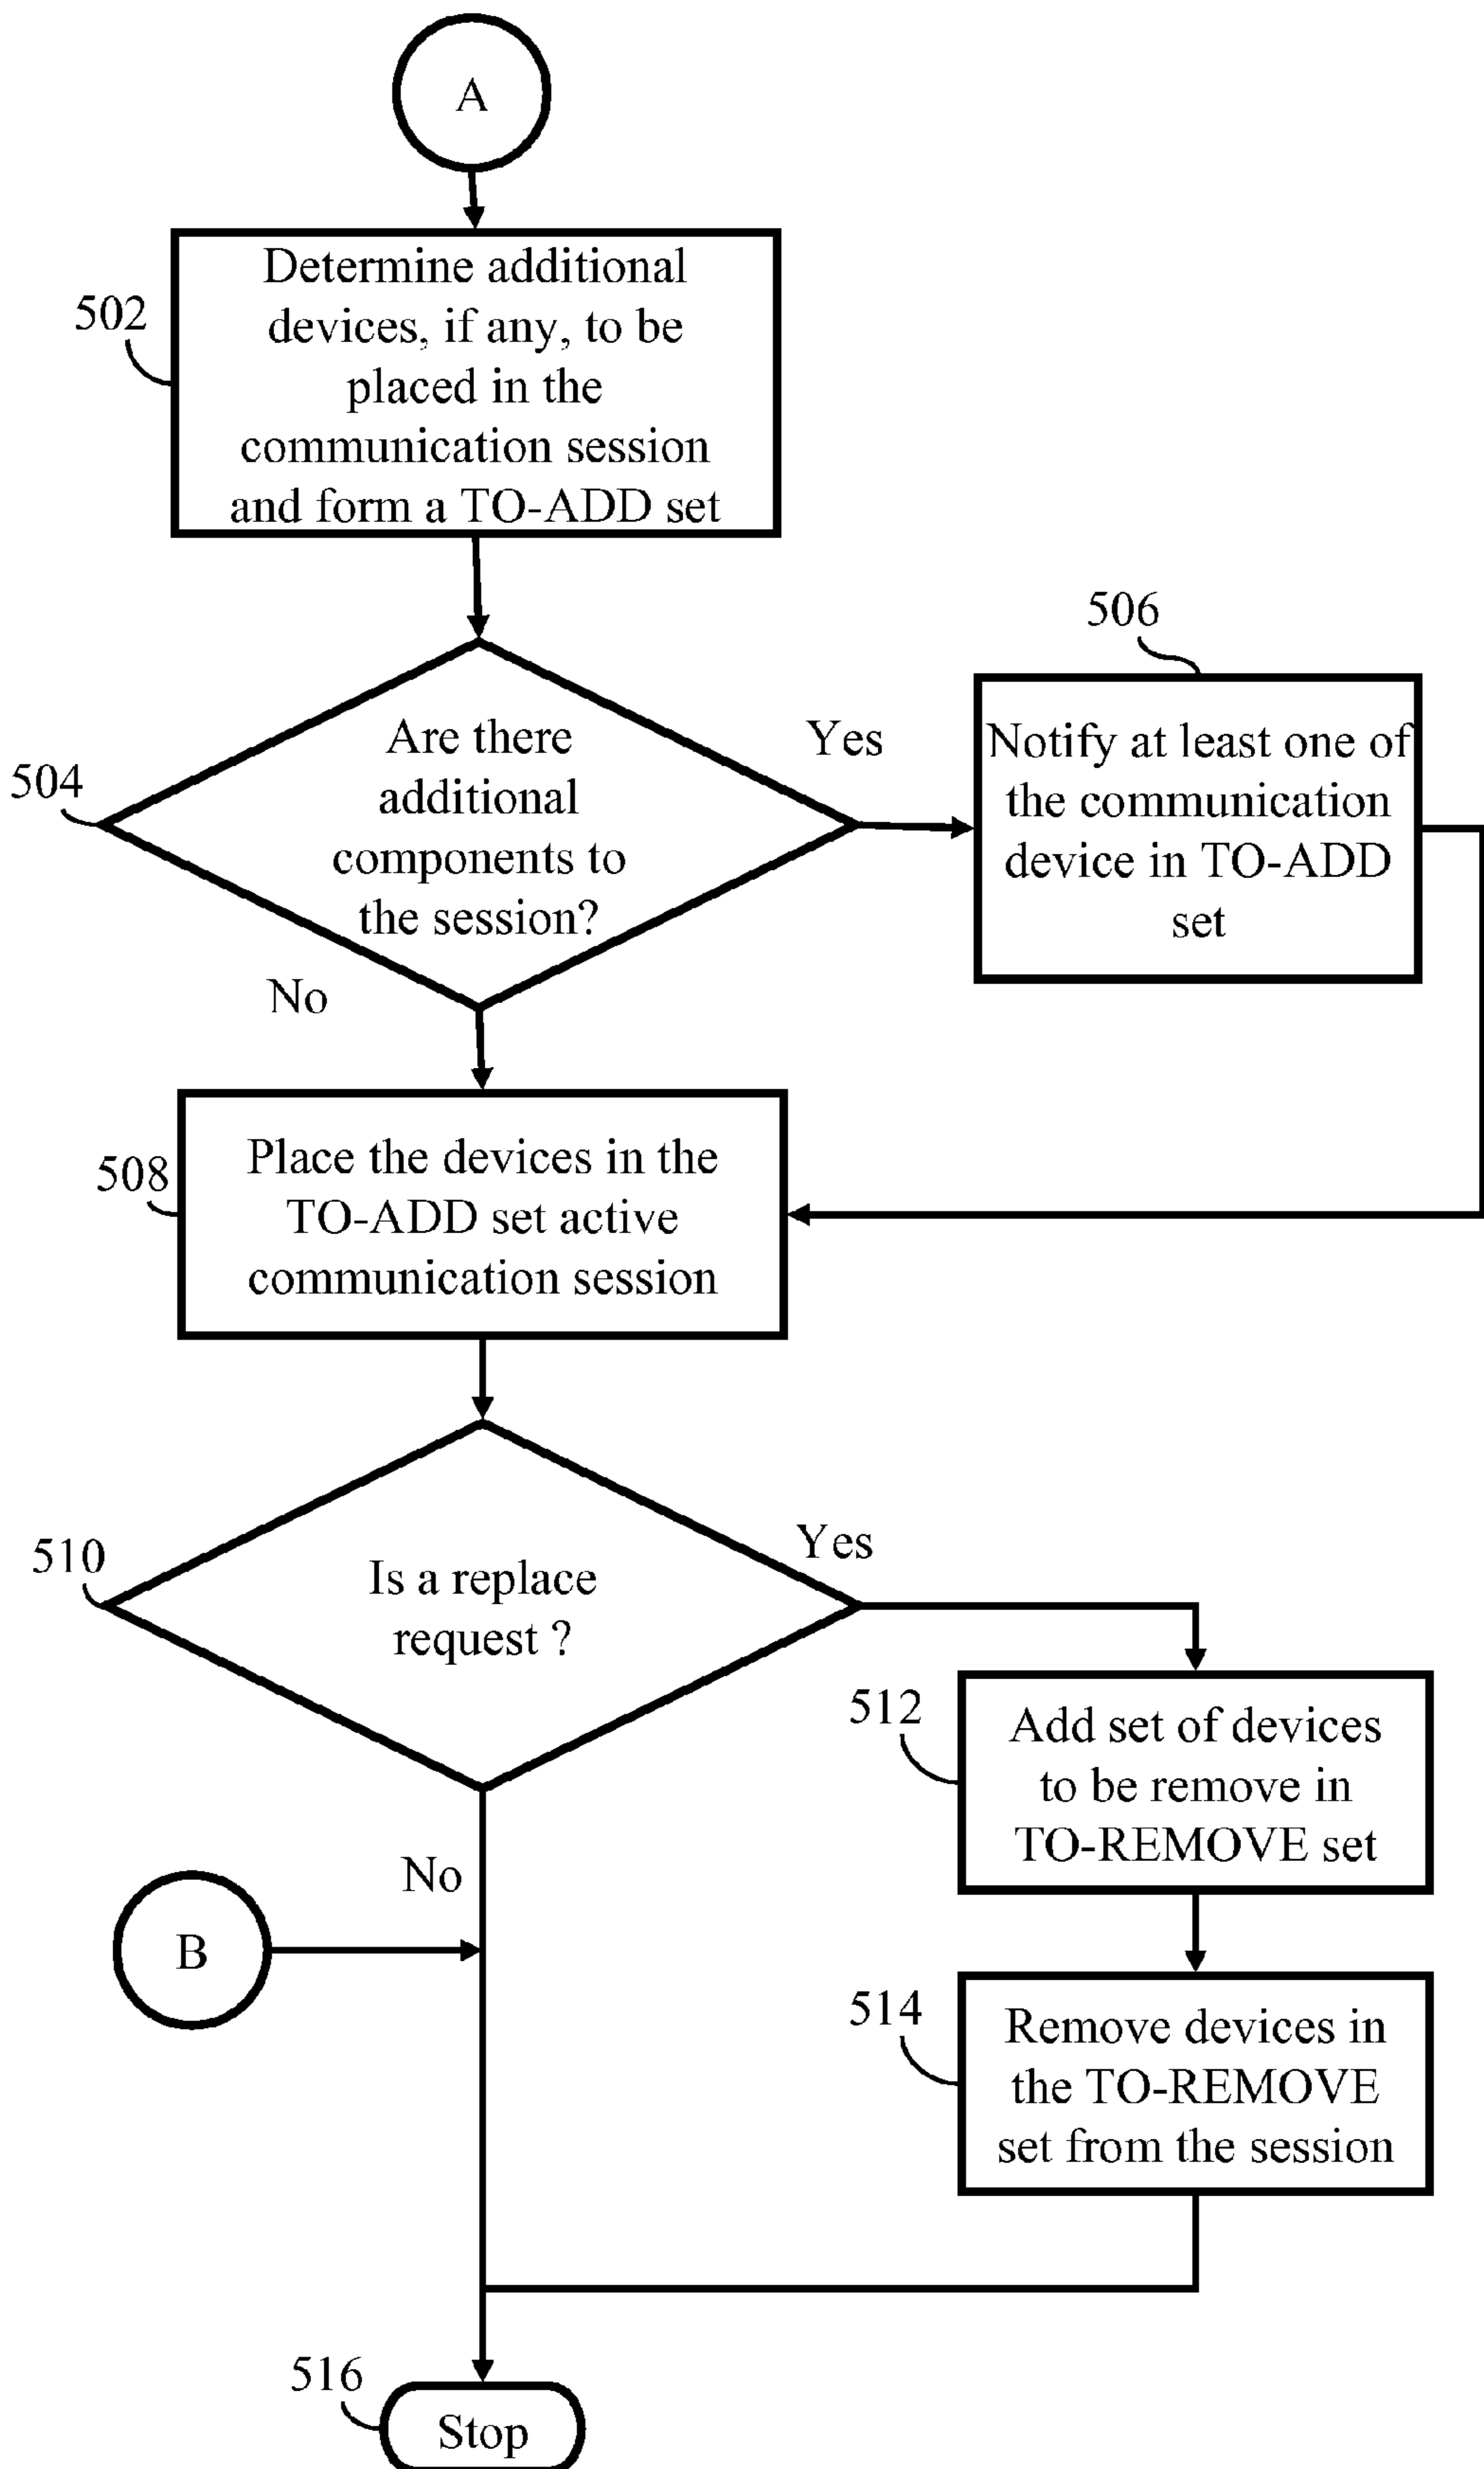 A
502
Determine additional
devices, if any, to be
placed in the
communication session
and form a TO-ADD set
504
Are there
additional
components to
the session?
Yes
No
506
Notify at least one of
the communication
device in TO-ADD
set
508
Place the devices in the
TO-ADD set active
communication session
510
Is a replace
request ?
Yes
No
512
Add set of devices
to be remove in
TO-REMOVE set
B
514
Remove devices in
the TO-REMOVE
set from the session
516
Stop